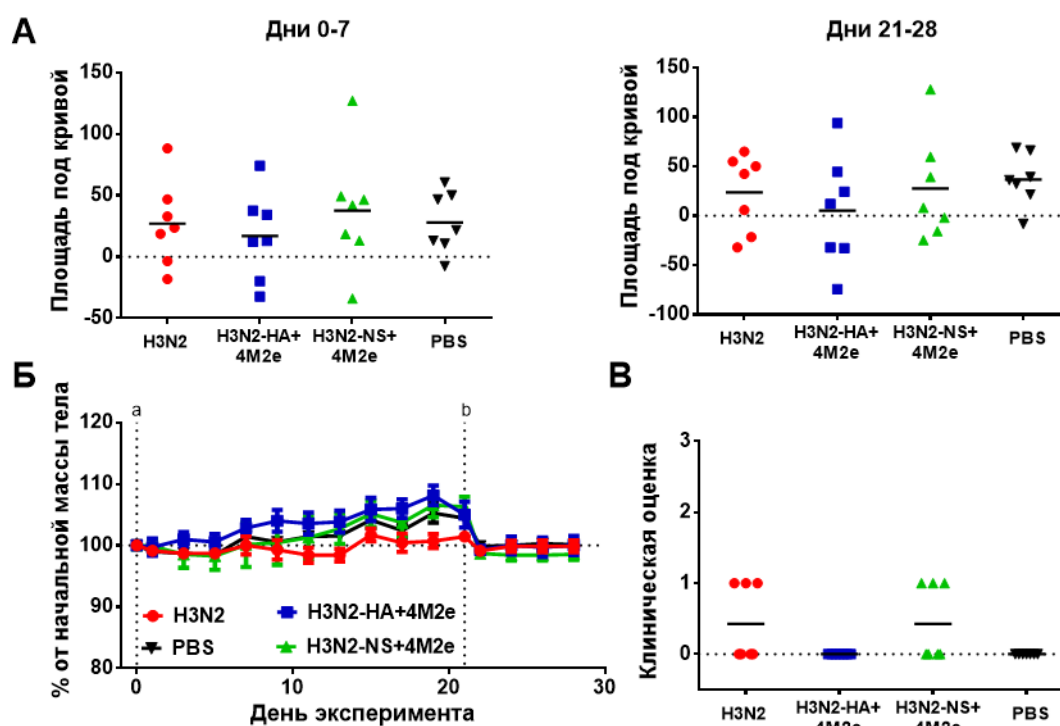 А
Дни 0-7
Дни 21-28
Площадь под кривой
150
100
50
0
-50
H3N2
H3N2-HA+
4M2e
H3N2-NS+
4M2e
PBS
Площадь под кривой
150
100
50
0
-50
-100
H3N2
H3N2-HA+
4M2e
H3N2-NS+
4M2e
PBS
Б
% от начальной массы тела
120
110
100
90
80
a
b
H3N2
H3N2-HA+4M2e
PBS
H3N2-NS+4M2e
0
10
20
30
День эксперимента
В
Клиническая оценка
3
2
1
0
H3N2
H3N2-HA+
4M2e
H3N2-NS+
4M2e
PBS